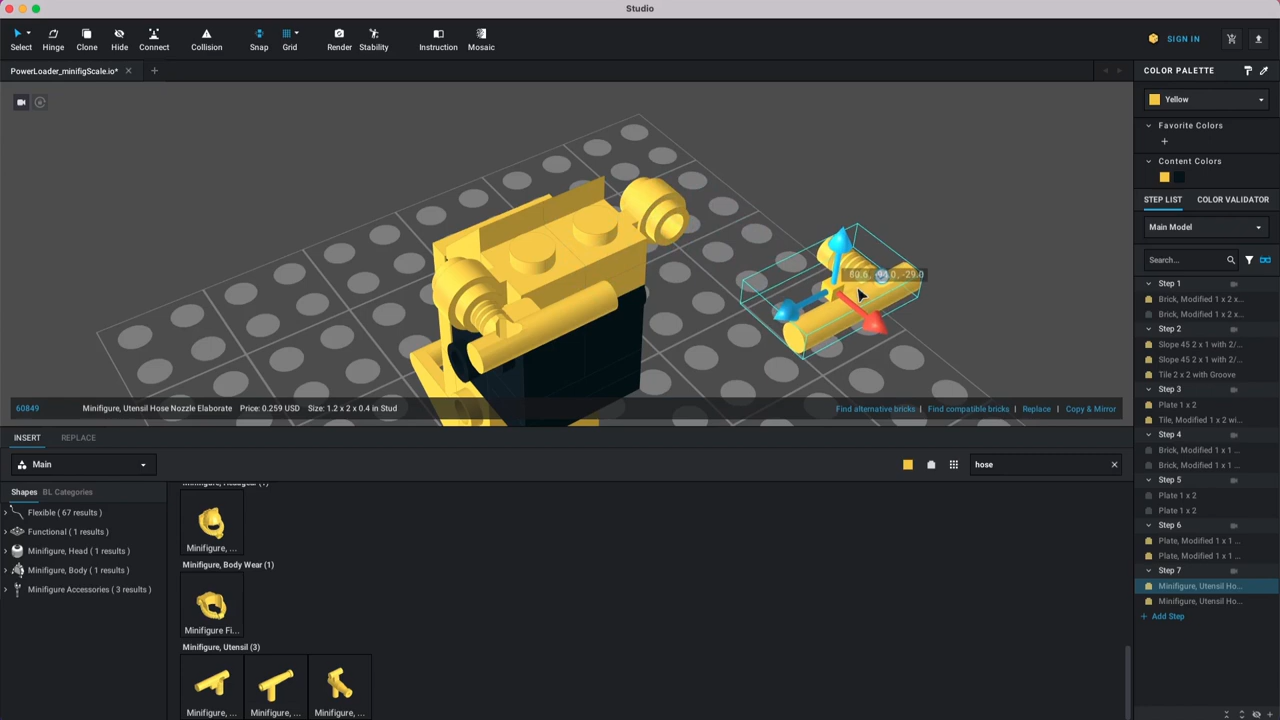 Studio
Select
Hinge
Clone
Hide
Connect
Collision
Snap
Grid
Render
Stability
Instruction
Mosaic
SIGN IN
PowerLoader_minifigScale.io*
COLOR PALETTE
Yellow
Favorite Colors
Content Colors
STEP LIST
COLOR VALIDATOR
Main Model
Search...
Step 1
Brick, Modified 1 x 2 x...
Brick, Modified 1 x 2 x...
Step 2
Slope 45 2 x 1 with 2/...
Slope 45 2 x 1 with 2/...
Tile 2 x 2 with Groove
Step 3
Plate 1 x 2
Tile, Modified 1 x 2 wi...
Step 4
Brick, Modified 1 x 1 ...
Brick, Modified 1 x 1 ...
Step 5
Plate 1 x 2
Plate 1 x 2
Step 6
Plate, Modified 1 x 1 ...
Plate, Modified 1 x 1 ...
Step 7
Minifigure, Utensil Ho...
Minifigure, Utensil Ho...
Add Step
60849 Minifigure, Utensil Hose Nozzle Elaborate Price: 0.259 USD Size: 1.2 x 2 x 0.4 in Stud
Find alternative bricks | Find compatible bricks | Replace | Copy & Mirror
INSERT
REPLACE
Main
hose
Shapes
BL Categories
Flexible ( 67 results )
Functional ( 1 results )
Minifigure, Head ( 1 results )
Minifigure, Body ( 1 results )
Minifigure Accessories ( 3 results )
Minifigure, Headgear (1)
Minifigure, ...
Minifigure, Body Wear (1)
Minifigure Fi...
Minifigure, Utensil (3)
Minifigure, ...
Minifigure, ...
Minifigure, ...